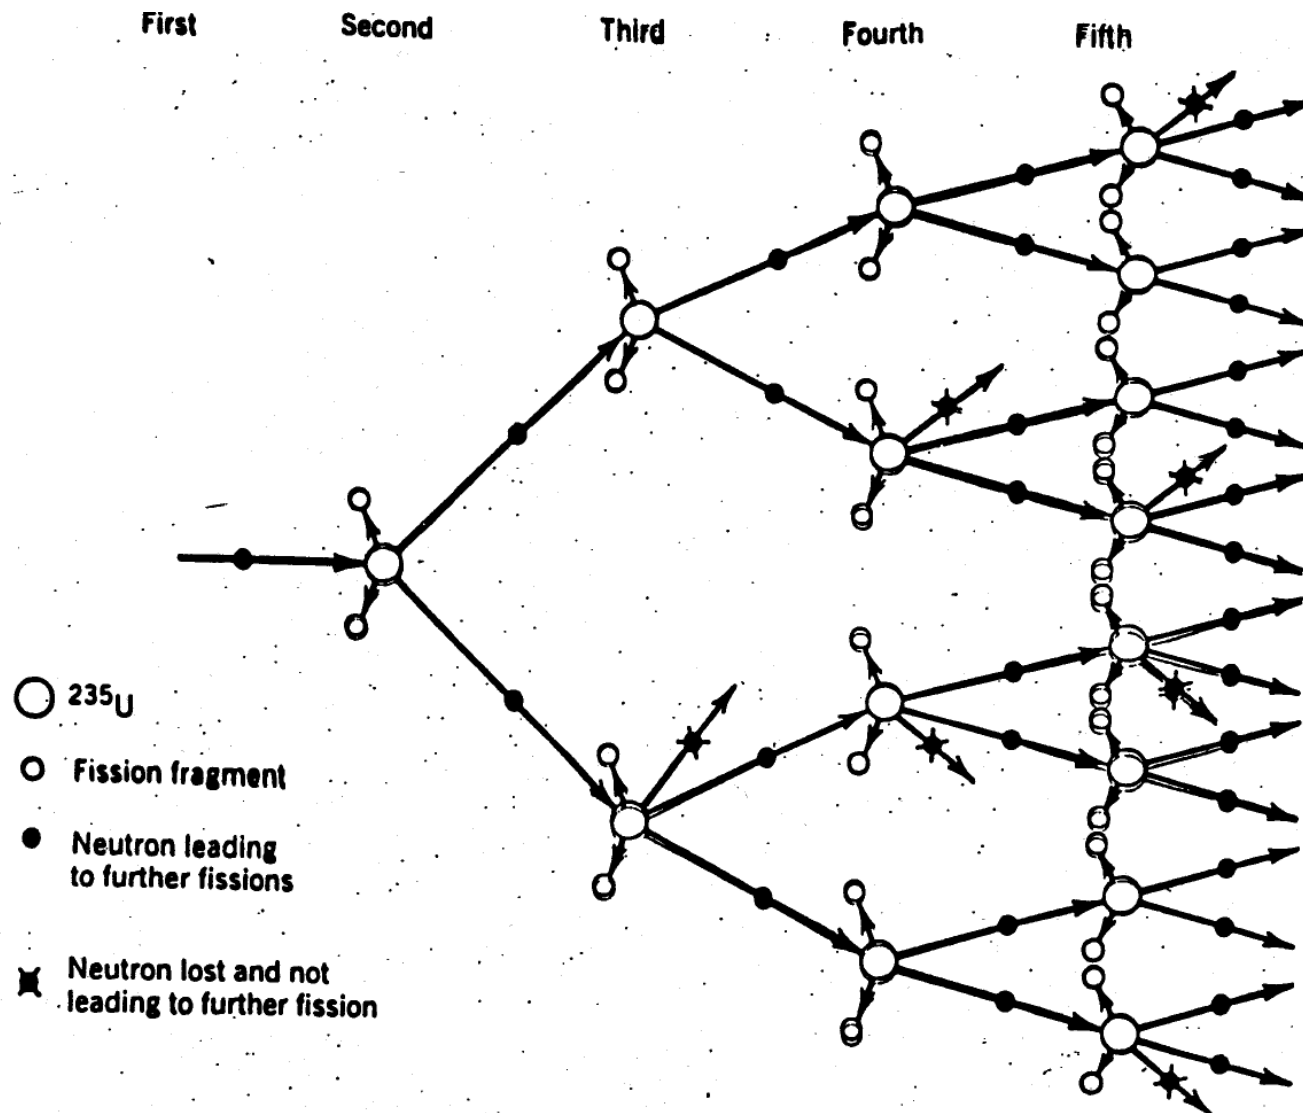 First Second Third Fourth Fifth
²³⁵U
Fission fragment
Neutron leading
to further fissions
Neutron lost and not
leading to further fission